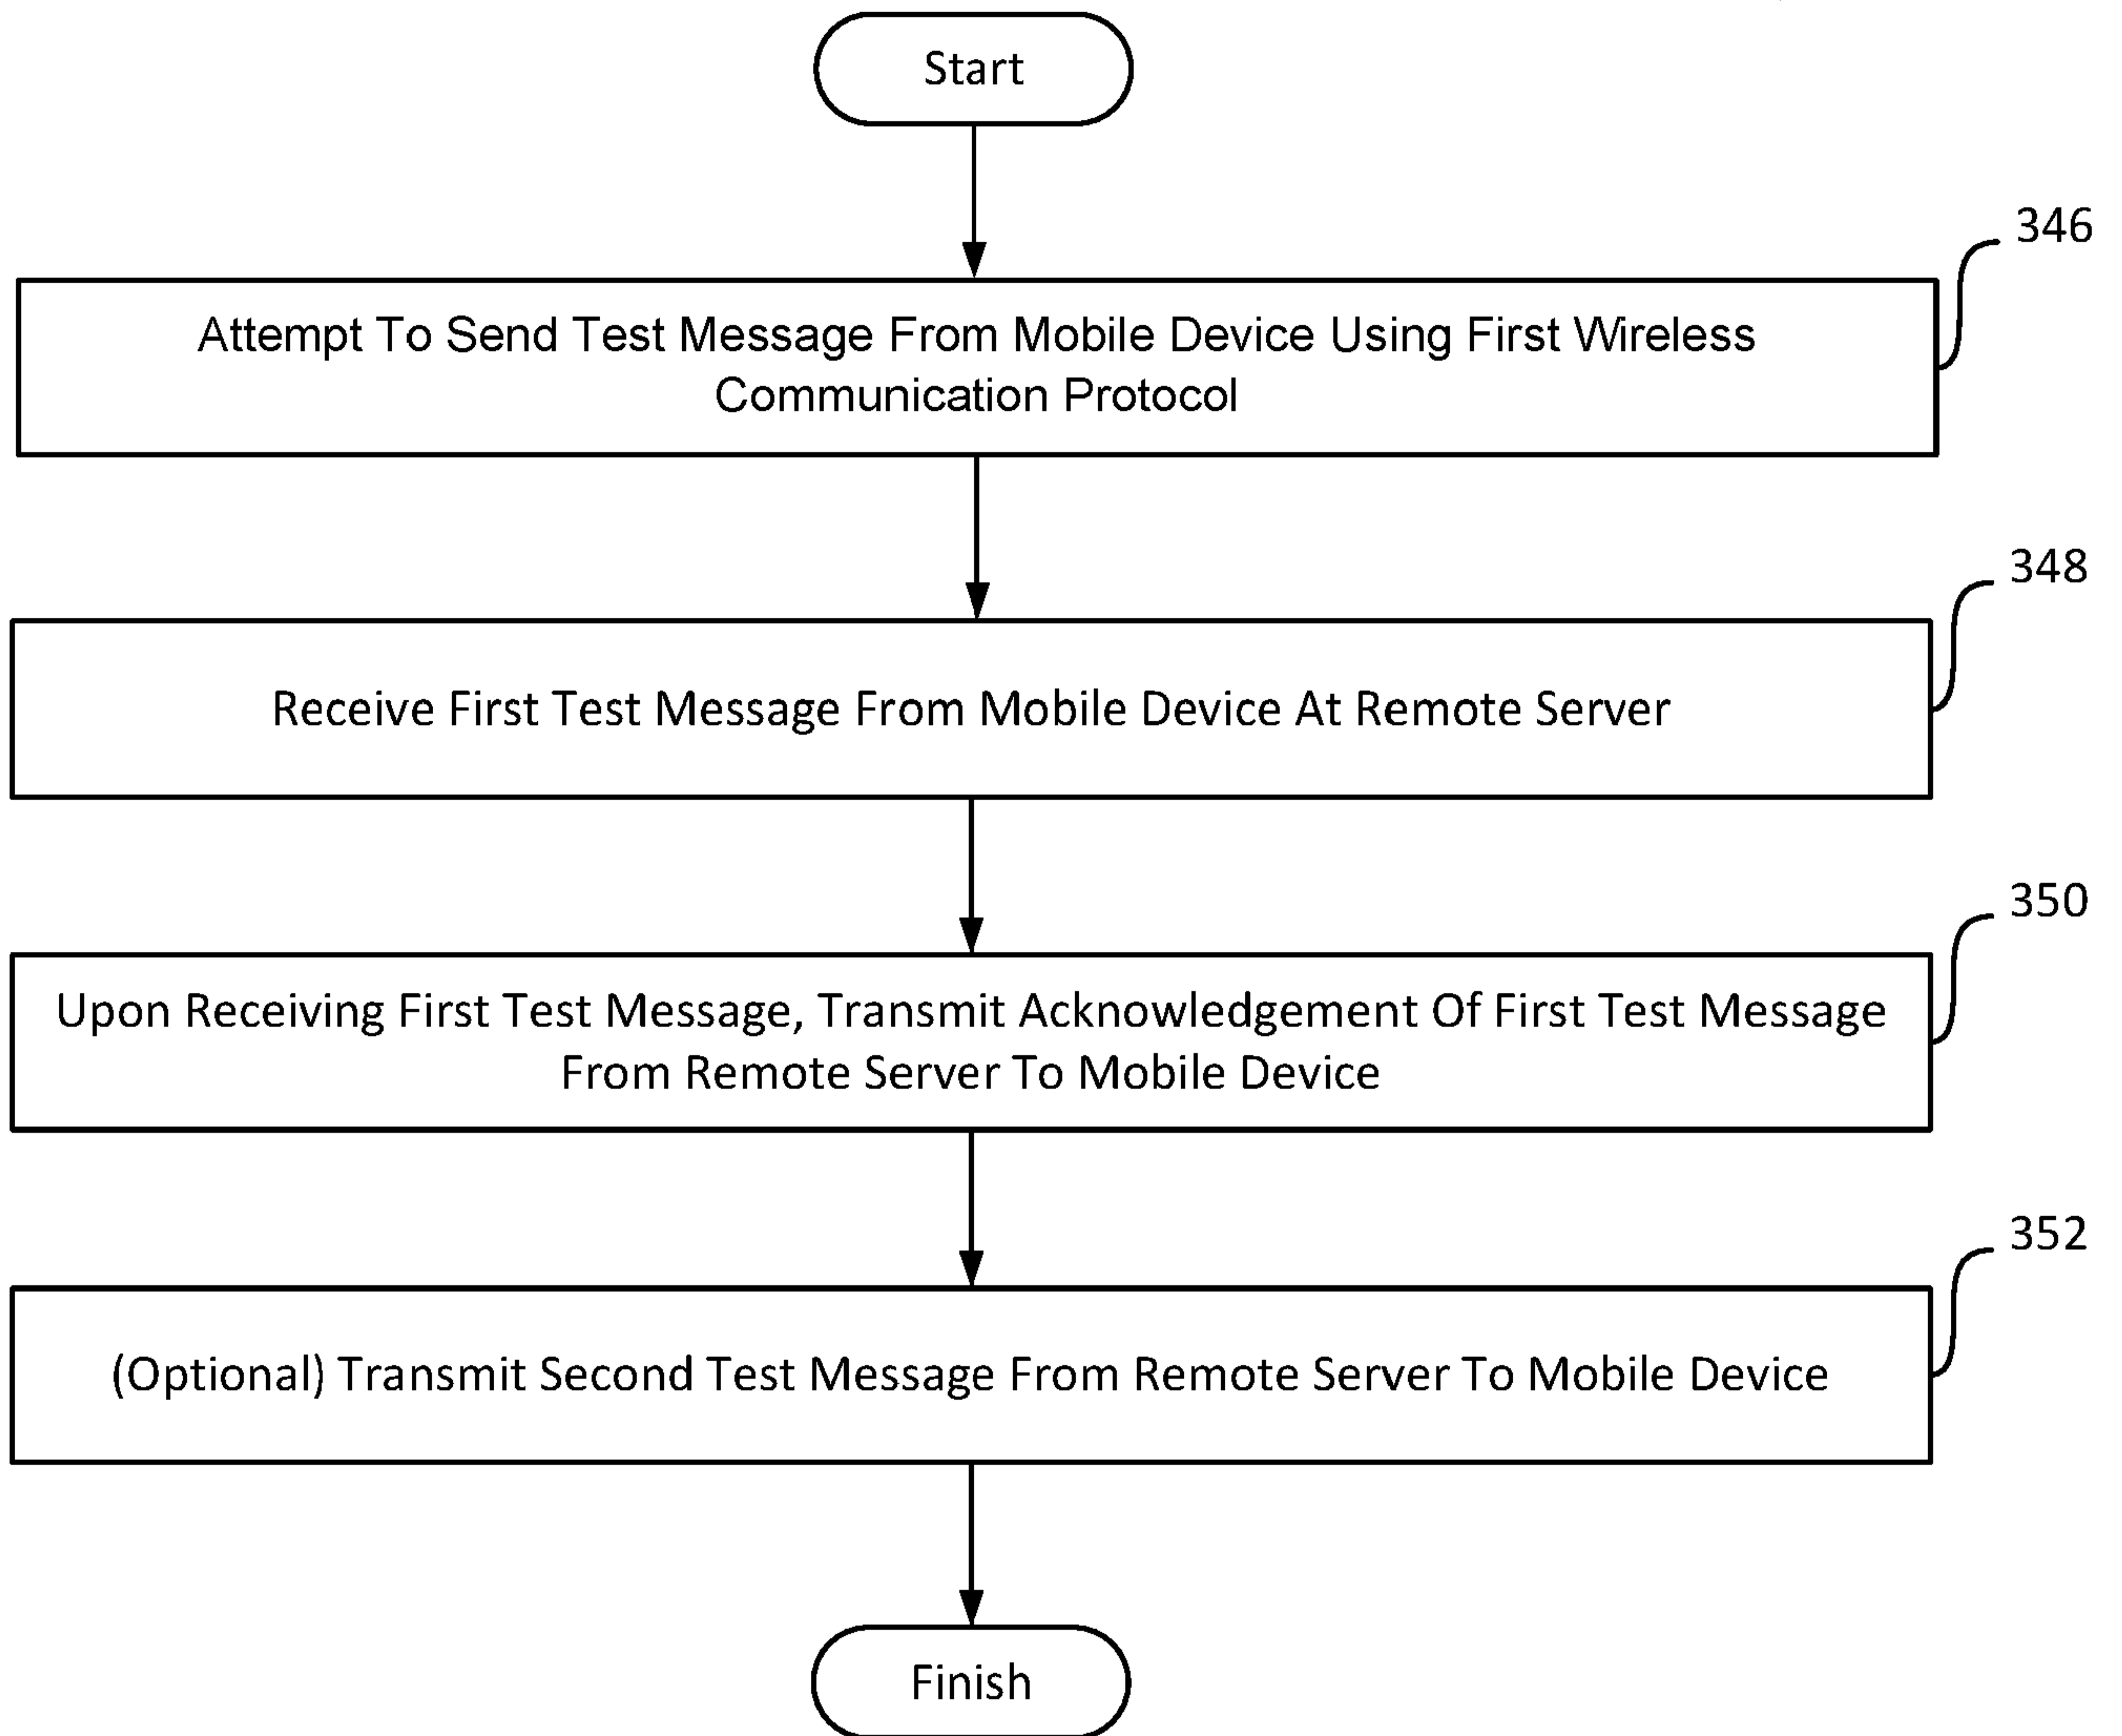 Start
346
Attempt To Send Test Message From Mobile Device Using First Wireless
Communication Protocol
348
Receive First Test Message From Mobile Device At Remote Server
350
Upon Receiving First Test Message, Transmit Acknowledgement Of First Test Message
From Remote Server To Mobile Device
352
(Optional) Transmit Second Test Message From Remote Server To Mobile Device
Finish